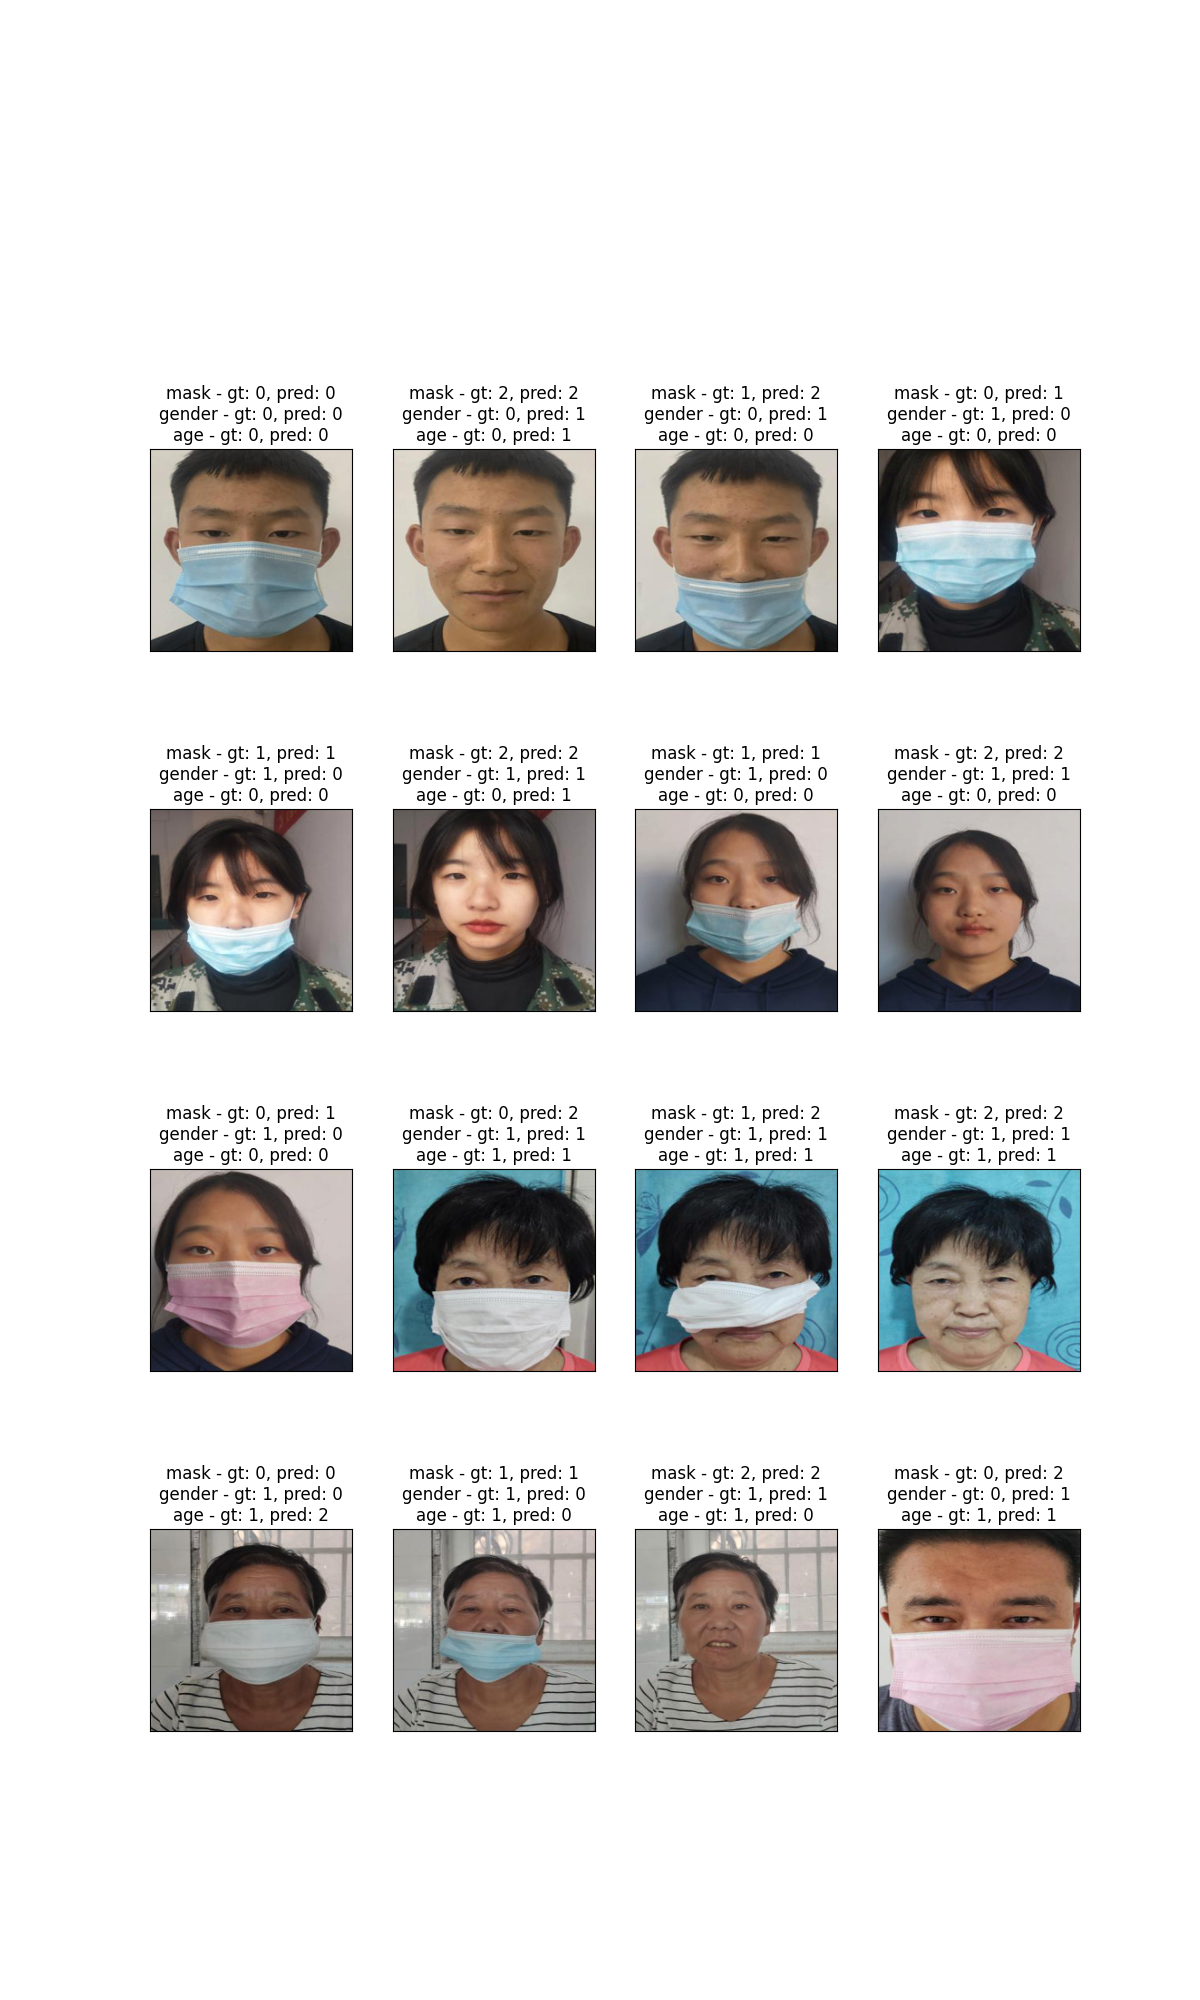 mask - gt: 0, pred: 0
gender - gt: 0, pred: 0
age - gt: 0, pred: 0
mask - gt: 2, pred: 2
gender - gt: 0, pred: 1
age - gt: 0, pred: 1
mask - gt: 1, pred: 2
gender - gt: 0, pred: 1
age - gt: 0, pred: 0
mask - gt: 0, pred: 1
gender - gt: 1, pred: 0
age - gt: 0, pred: 0
mask - gt: 1, pred: 1
gender - gt: 1, pred: 0
age - gt: 0, pred: 0
mask - gt: 2, pred: 2
gender - gt: 1, pred: 1
age - gt: 0, pred: 1
mask - gt: 1, pred: 1
gender - gt: 1, pred: 0
age - gt: 0, pred: 0
mask - gt: 2, pred: 2
gender - gt: 1, pred: 1
age - gt: 0, pred: 0
mask - gt: 0, pred: 1
gender - gt: 1, pred: 0
age - gt: 0, pred: 0
mask - gt: 0, pred: 2
gender - gt: 1, pred: 1
age - gt: 1, pred: 1
mask - gt: 1, pred: 2
gender - gt: 1, pred: 1
age - gt: 1, pred: 1
mask - gt: 2, pred: 2
gender - gt: 1, pred: 1
age - gt: 1, pred: 1
mask - gt: 0, pred: 0
gender - gt: 1, pred: 0
age - gt: 1, pred: 2
mask - gt: 1, pred: 1
gender - gt: 1, pred: 0
age - gt: 1, pred: 0
mask - gt: 2, pred: 2
gender - gt: 1, pred: 1
age - gt: 1, pred: 0
mask - gt: 0, pred: 2
gender - gt: 0, pred: 1
age - gt: 1, pred: 1